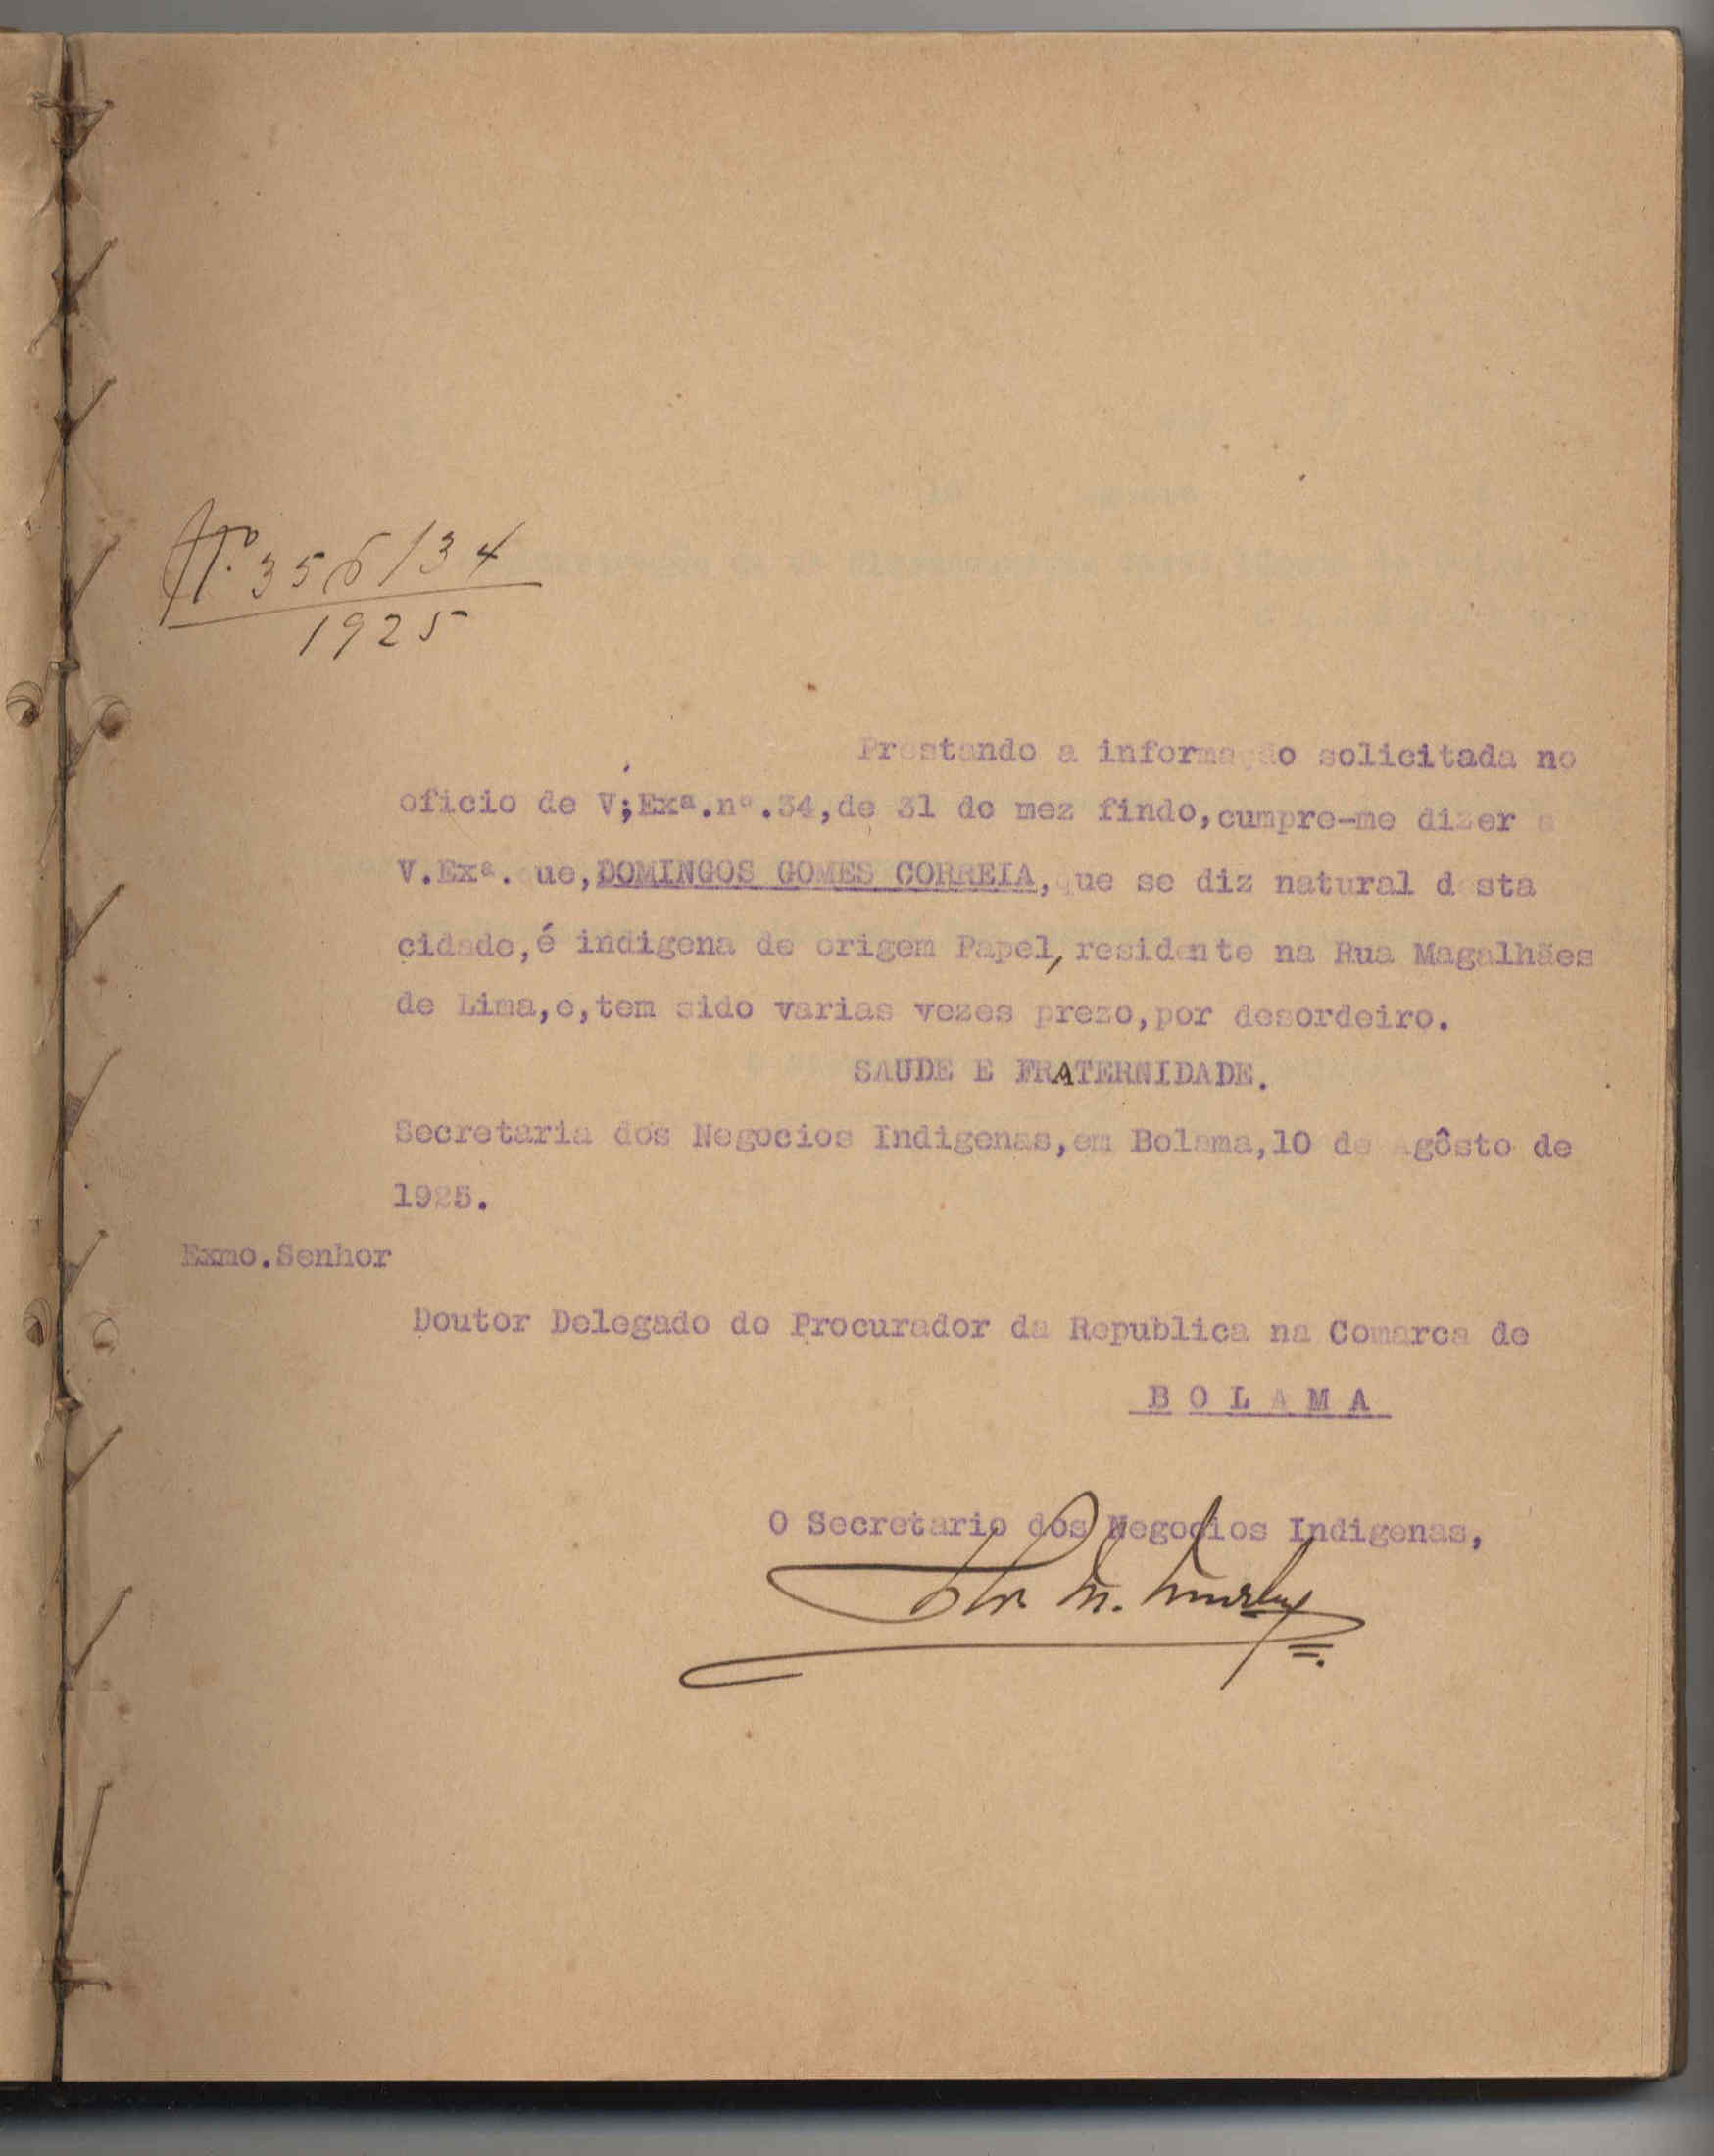 Nº. 356/34
1925
Prestando a informação solicitada no
oficio de V;Exª.nº.34,de 31 do mez findo,cumpre-me dizer a
V.Exª. que,DOMINGOS GOMES CORREIA,que se diz natural desta
cidade,é indigena de origem Papel,residente na Rua Magalhães
de Lima,e,tem sido varias vezes prezo,por desordeiro.
SAUDE E FRATERNIDADE.
Secretaria dos Negocios Indigenas,em Bolama,10 de Agôsto de
1925.
Exmo.Senhor
Doutor Delegado do Procurador da Republica na Comarca de
BOLAMA
O Secretario dos Negocios Indigenas,